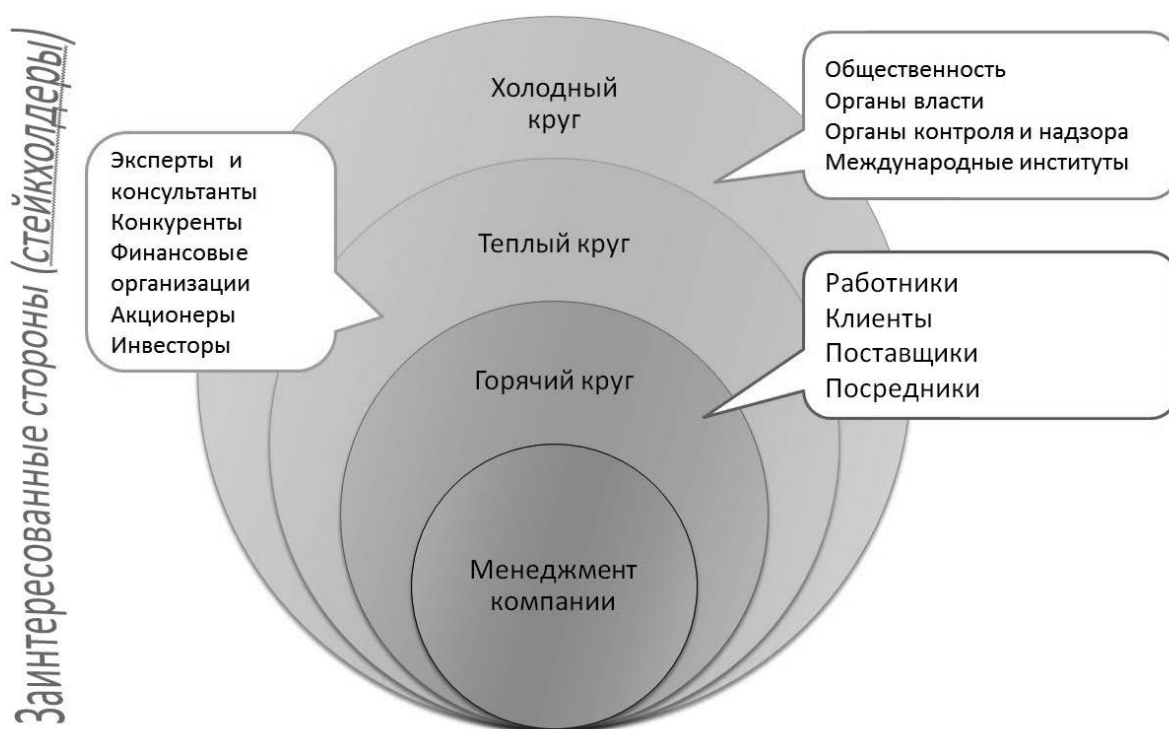 Заинтересованные стороны (стейкхолдеры)
Холодный
круг
Общественность
Органы власти
Органы контроля и надзора
Международные институты
Эксперты и
консультанты
Конкуренты
Финансовые
организации
Акционеры
Инвесторы
Теплый круг
Работники
Клиенты
Поставщики
Посредники
Горячий круг
Менеджмент
компании